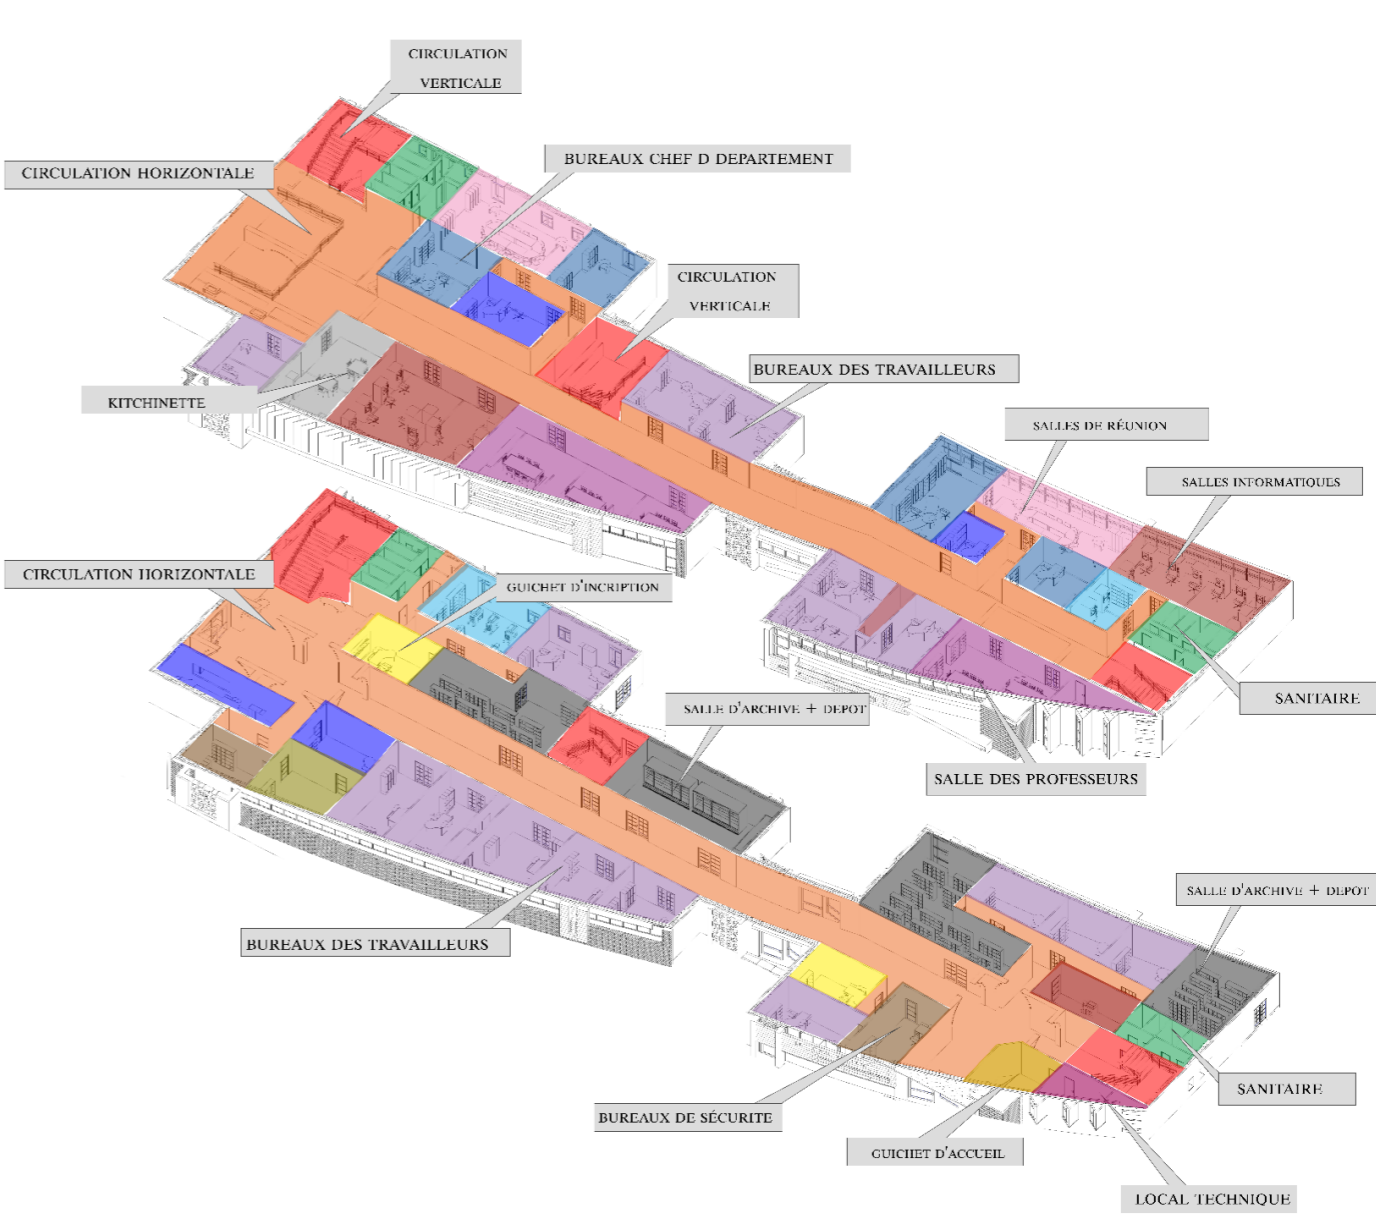 CIRCULATION
VERTICALE
BUREAUX CHEF D DEPARTEMENT
CIRCULATION HORIZONTALE
CIRCULATION
VERTICALE
BUREAUX DES TRAVAILLEURS
KITCHINETTE
SALLES DE RÉUNION
SALLES INFORMATIQUES
CIRCULATION HORIZONTALE
GUICHET D'INCRIPTION
SANITAIRE
SALLE D'ARCHIVE + DEPOT
SALLE DES PROFESSEURS
SALLE D'ARCHIVE + DEPOT
BUREAUX DES TRAVAILLEURS
SANITAIRE
BUREAUX DE SÉCURITE
GUICHET D'ACCUEIL
LOCAL TECHNIQUE